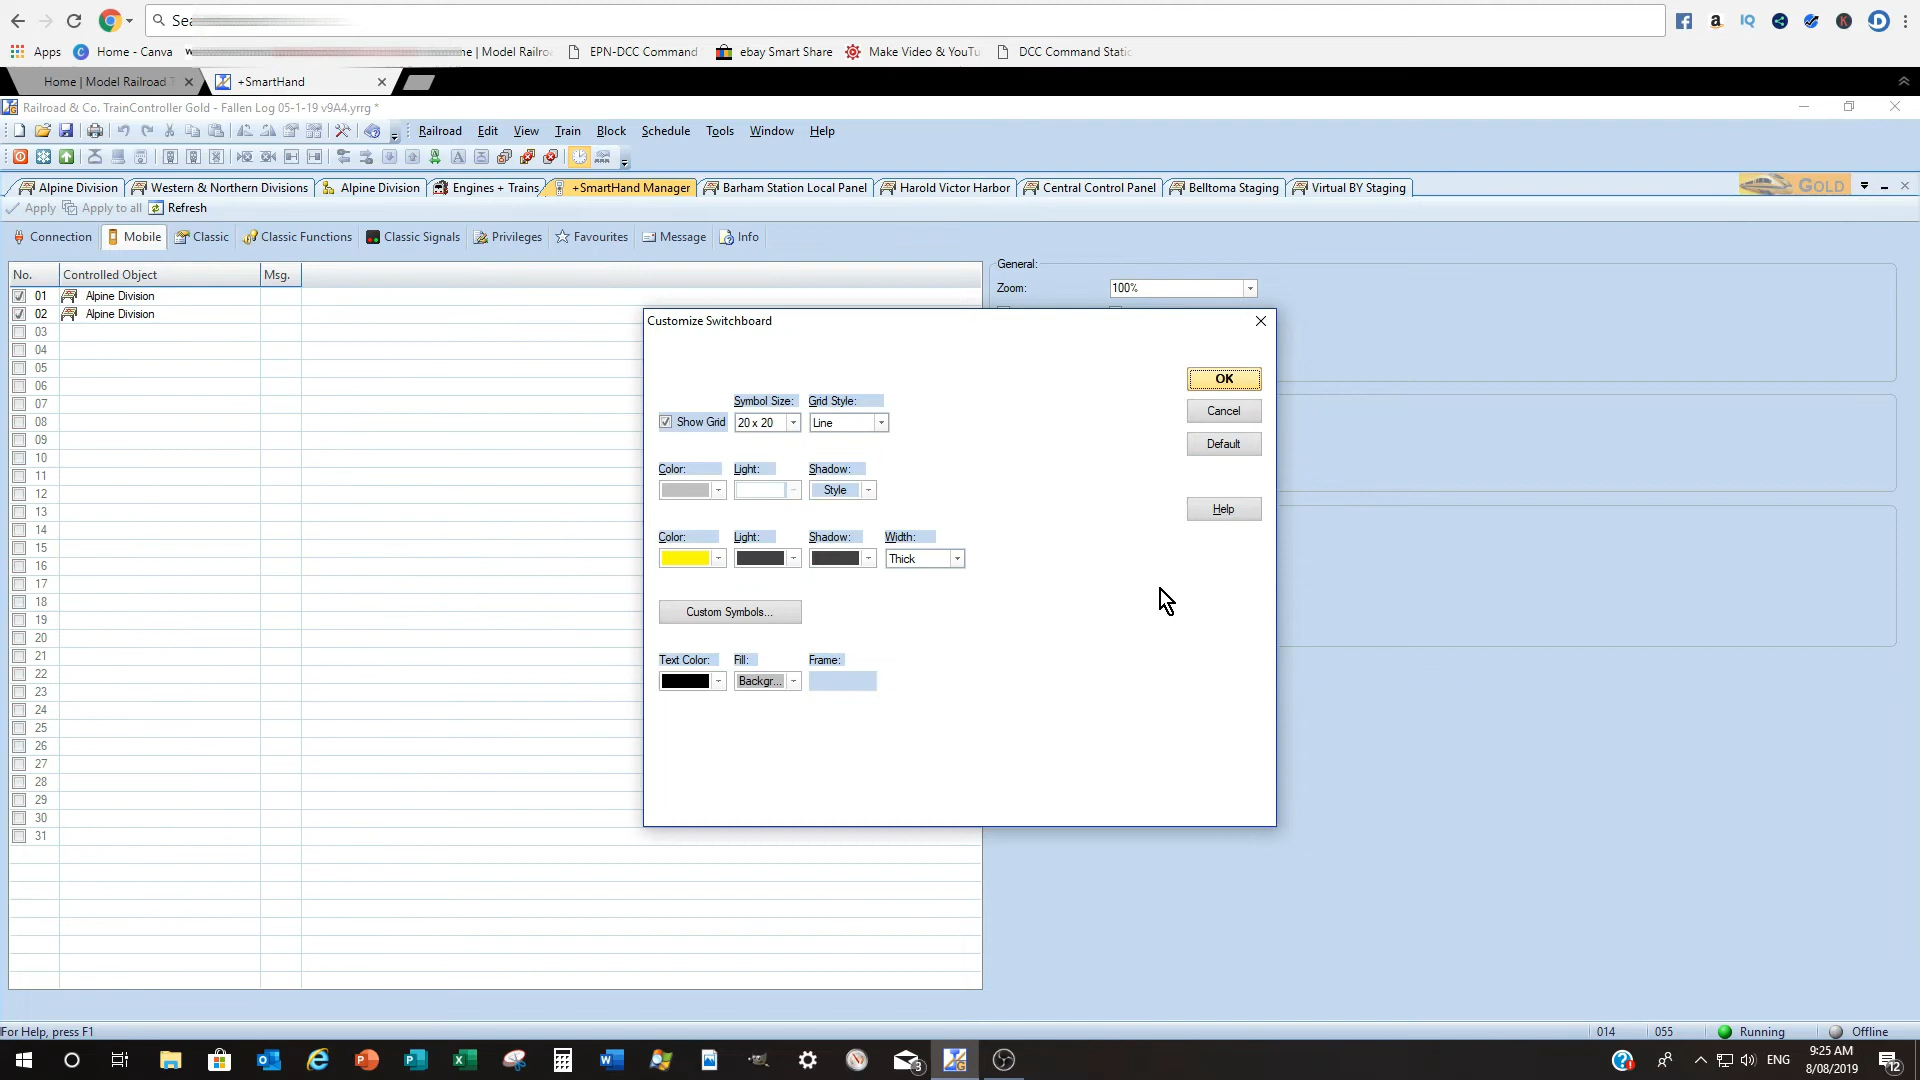 Sea
Apps Home - Canva w me | Model Railro EPN-DCC Command ebay Smart Share Make Video & YouTu DCC Command Statio
Home | Model Railroad T +SmartHand
Railroad & Co. TrainController Gold - Fallen Log 05-1-19 v9A4.yrrg *
Railroad Edit View Train Block Schedule Tools Window Help
Alpine Division Western & Northern Divisions Alpine Division Engines + Trains +SmartHand Manager Barham Station Local Panel Harold Victor Harbor Central Control Panel Belltoma Staging Virtual BY Staging GOLD
Apply Apply to all Refresh
Connection Mobile Classic Classic Functions Classic Signals Privileges Favourites Message Info
No. Controlled Object Msg.
01 Alpine Division
02 Alpine Division
03
04
05
06
07
08
09
10
11
12
13
14
15
16
17
18
19
20
21
22
23
24
25
26
27
28
29
30
31
General:
Zoom: 100%
Customize Switchboard
OK
Cancel
Default
Help
Symbol Size: Grid Style:
Show Grid 20 x 20 Line
Color: Light: Shadow:
Style
Color: Light: Shadow: Width:
Thick
Custom Symbols...
Text Color: Fill: Frame:
Backgr...
For Help, press F1 014 055 Running Offline
ENG 9:25 AM
8/08/2019
3
12